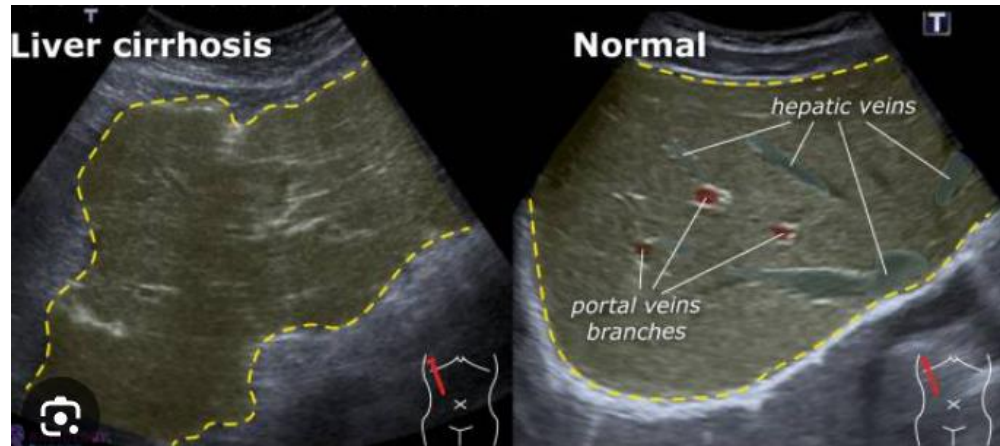 T
Liver cirrhosis
Normal
T
hepatic veins
portal veins
branches